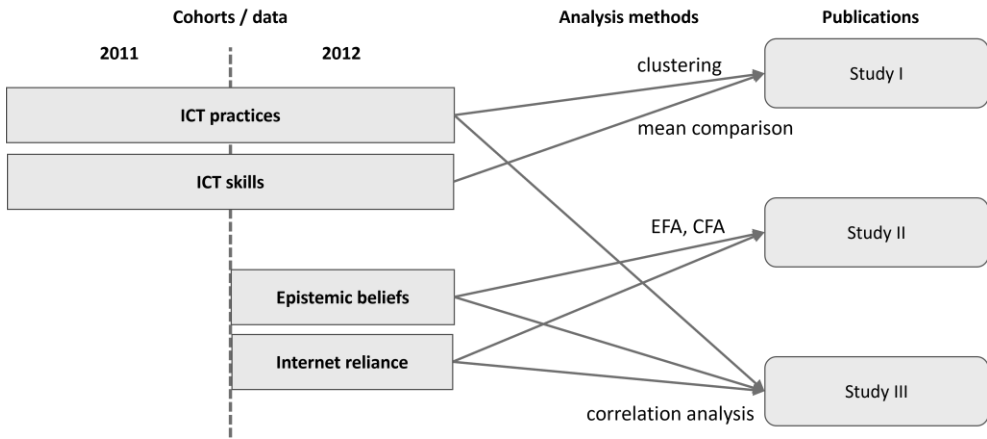 Cohorts / data
Analysis methods
Publications
2011
2012
clustering
Study I
ICT practices
mean comparison
ICT skills
EFA, CFA
Study II
Epistemic beliefs
Internet reliance
Study III
correlation analysis